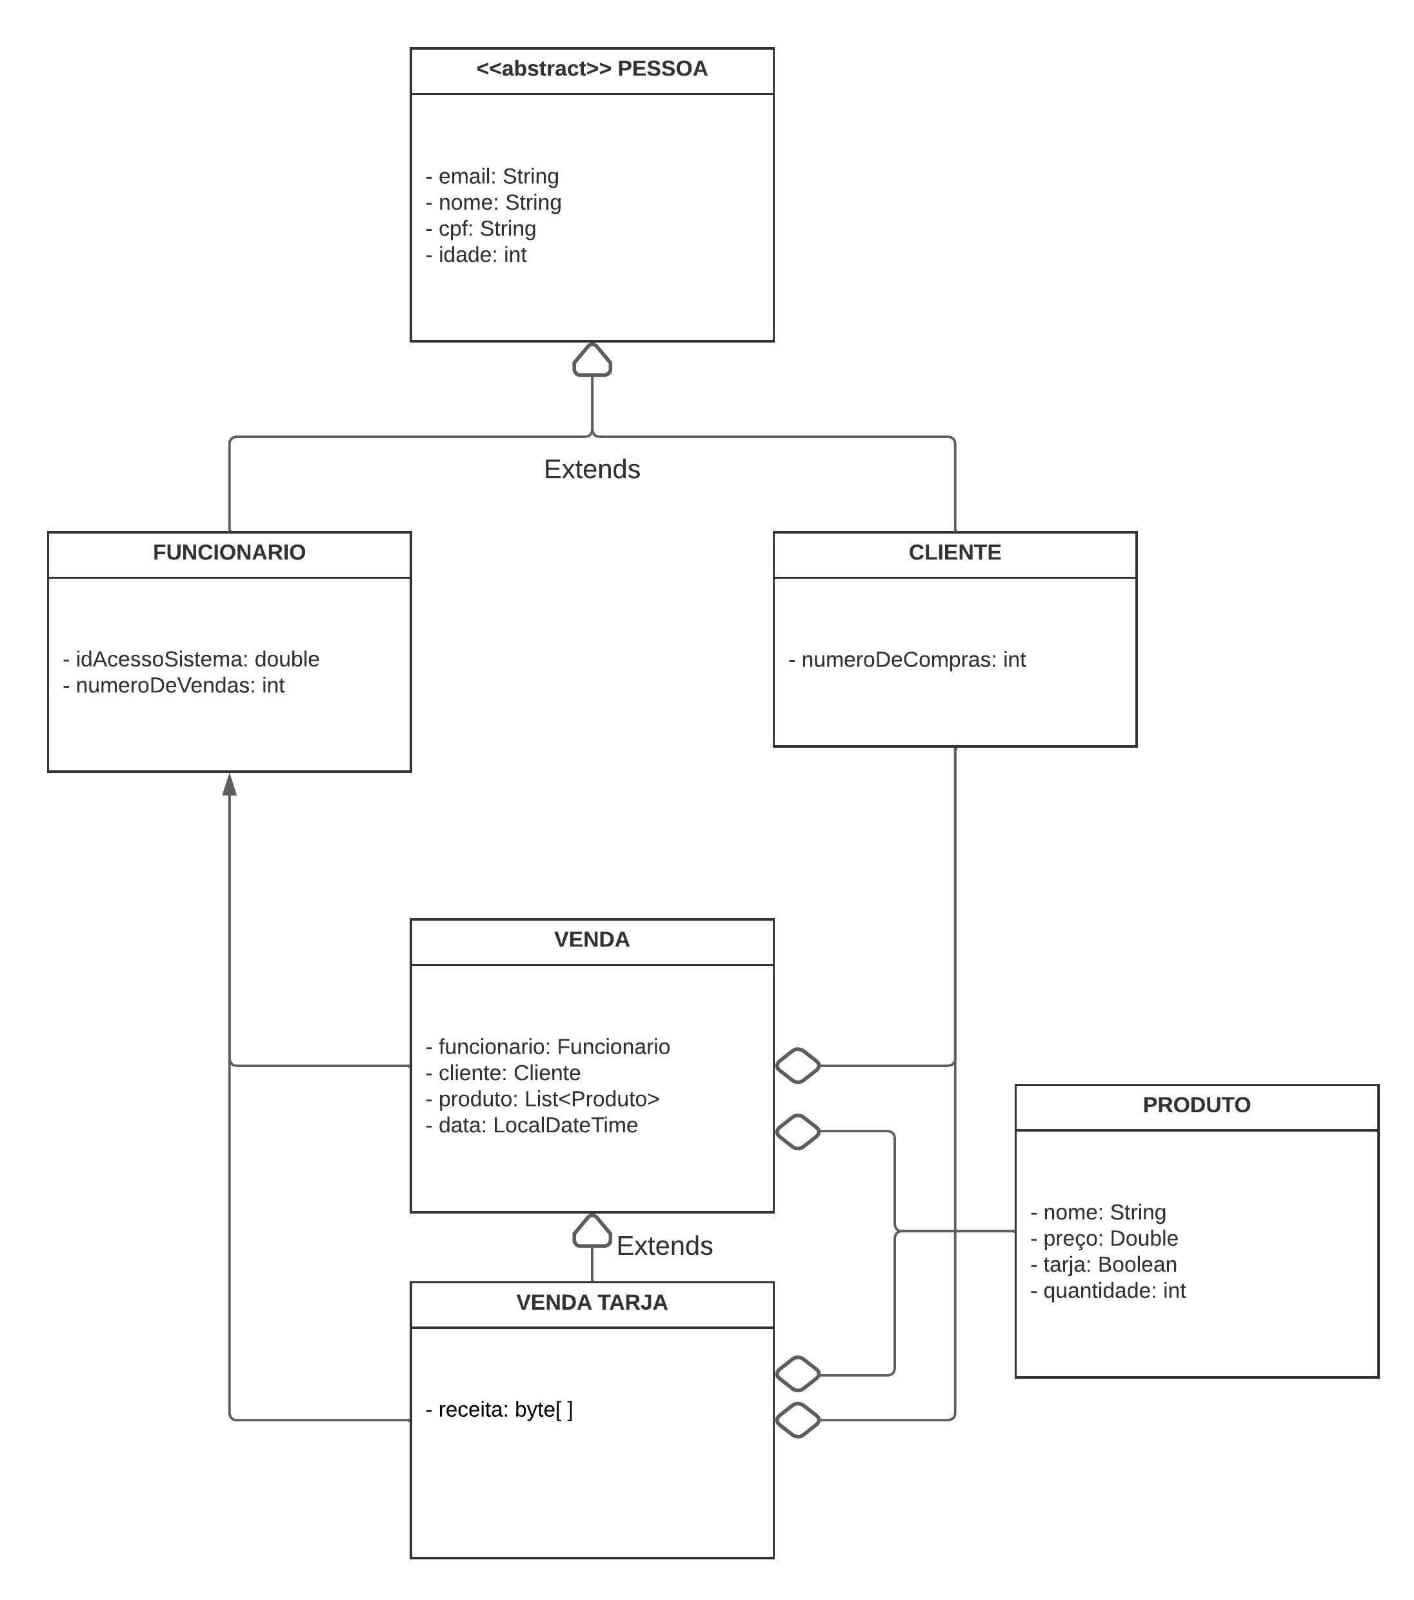 <<abstract>> PESSOA
- email: String
- nome: String
- cpf: String
- idade: int
Extends
FUNCIONARIO
- idAcessoSistema: double
- numeroDeVendas: int
CLIENTE
- numeroDeCompras: int
VENDA
- funcionario: Funcionario
- cliente: Cliente
- produto: List<Produto>
- data: LocalDateTime
PRODUTO
- nome: String
- preço: Double
- tarja: Boolean
- quantidade: int
Extends
VENDA TARJA
- receita: byte[ ]